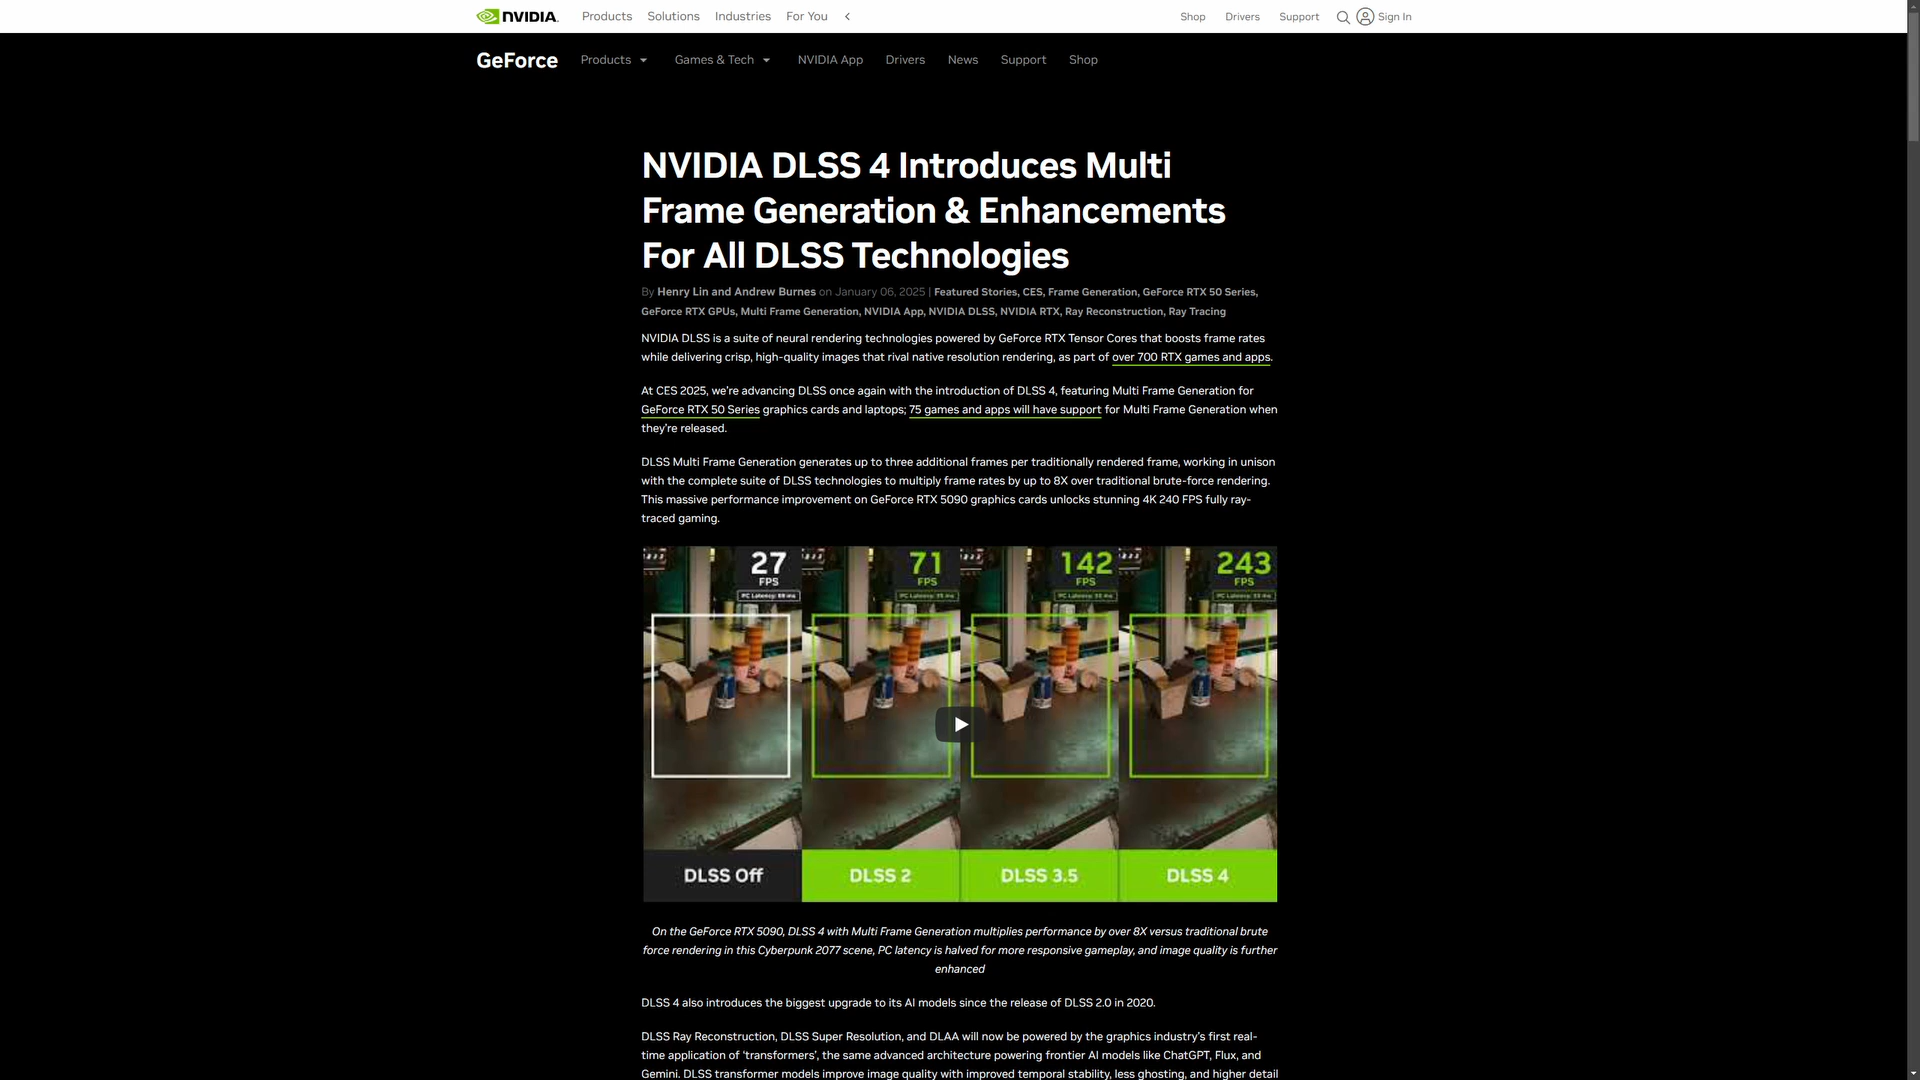 NVIDIA
Products Solutions Industries For You
Shop Drivers Support Sign In
GeForce Products Games & Tech NVIDIA App Drivers News Support Shop
NVIDIA DLSS 4 Introduces Multi
Frame Generation & Enhancements
For All DLSS Technologies
By Henry Lin and Andrew Burnes on January 06, 2025 | Featured Stories, CES, Frame Generation, GeForce RTX 50 Series,
GeForce RTX GPUs, Multi Frame Generation, NVIDIA App, NVIDIA DLSS, NVIDIA RTX, Ray Reconstruction, Ray Tracing
NVIDIA DLSS is a suite of neural rendering technologies powered by GeForce RTX Tensor Cores that boosts frame rates
while delivering crisp, high-quality images that rival native resolution rendering, as part of over 700 RTX games and apps.
At CES 2025, we’re advancing DLSS once again with the introduction of DLSS 4, featuring Multi Frame Generation for
GeForce RTX 50 Series graphics cards and laptops; 75 games and apps will have support for Multi Frame Generation when
they’re released.
DLSS Multi Frame Generation generates up to three additional frames per traditionally rendered frame, working in unison
with the complete suite of DLSS technologies to multiply frame rates by up to 8X over traditional brute-force rendering.
This massive performance improvement on GeForce RTX 5090 graphics cards unlocks stunning 4K 240 FPS fully ray-
traced gaming.
27 71 142 243
FPS FPS FPS FPS
PC Latency: PC Latency: PC Latency: PC Latency:
DLSS Off DLSS 2 DLSS 3.5 DLSS 4
On the GeForce RTX 5090, DLSS 4 with Multi Frame Generation multiplies performance by over 8X versus traditional brute
force rendering in this Cyberpunk 2077 scene, PC latency is halved for more responsive gameplay, and image quality is further
enhanced
DLSS 4 also introduces the biggest upgrade to its AI models since the release of DLSS 2.0 in 2020.
DLSS Ray Reconstruction, DLSS Super Resolution, and DLAA will now be powered by the graphics industry’s first real-
time application of ‘transformers’, the same advanced architecture powering frontier AI models like ChatGPT, Flux, and
Gemini. DLSS transformer models improve image quality with improved temporal stability, less ghosting, and higher detail